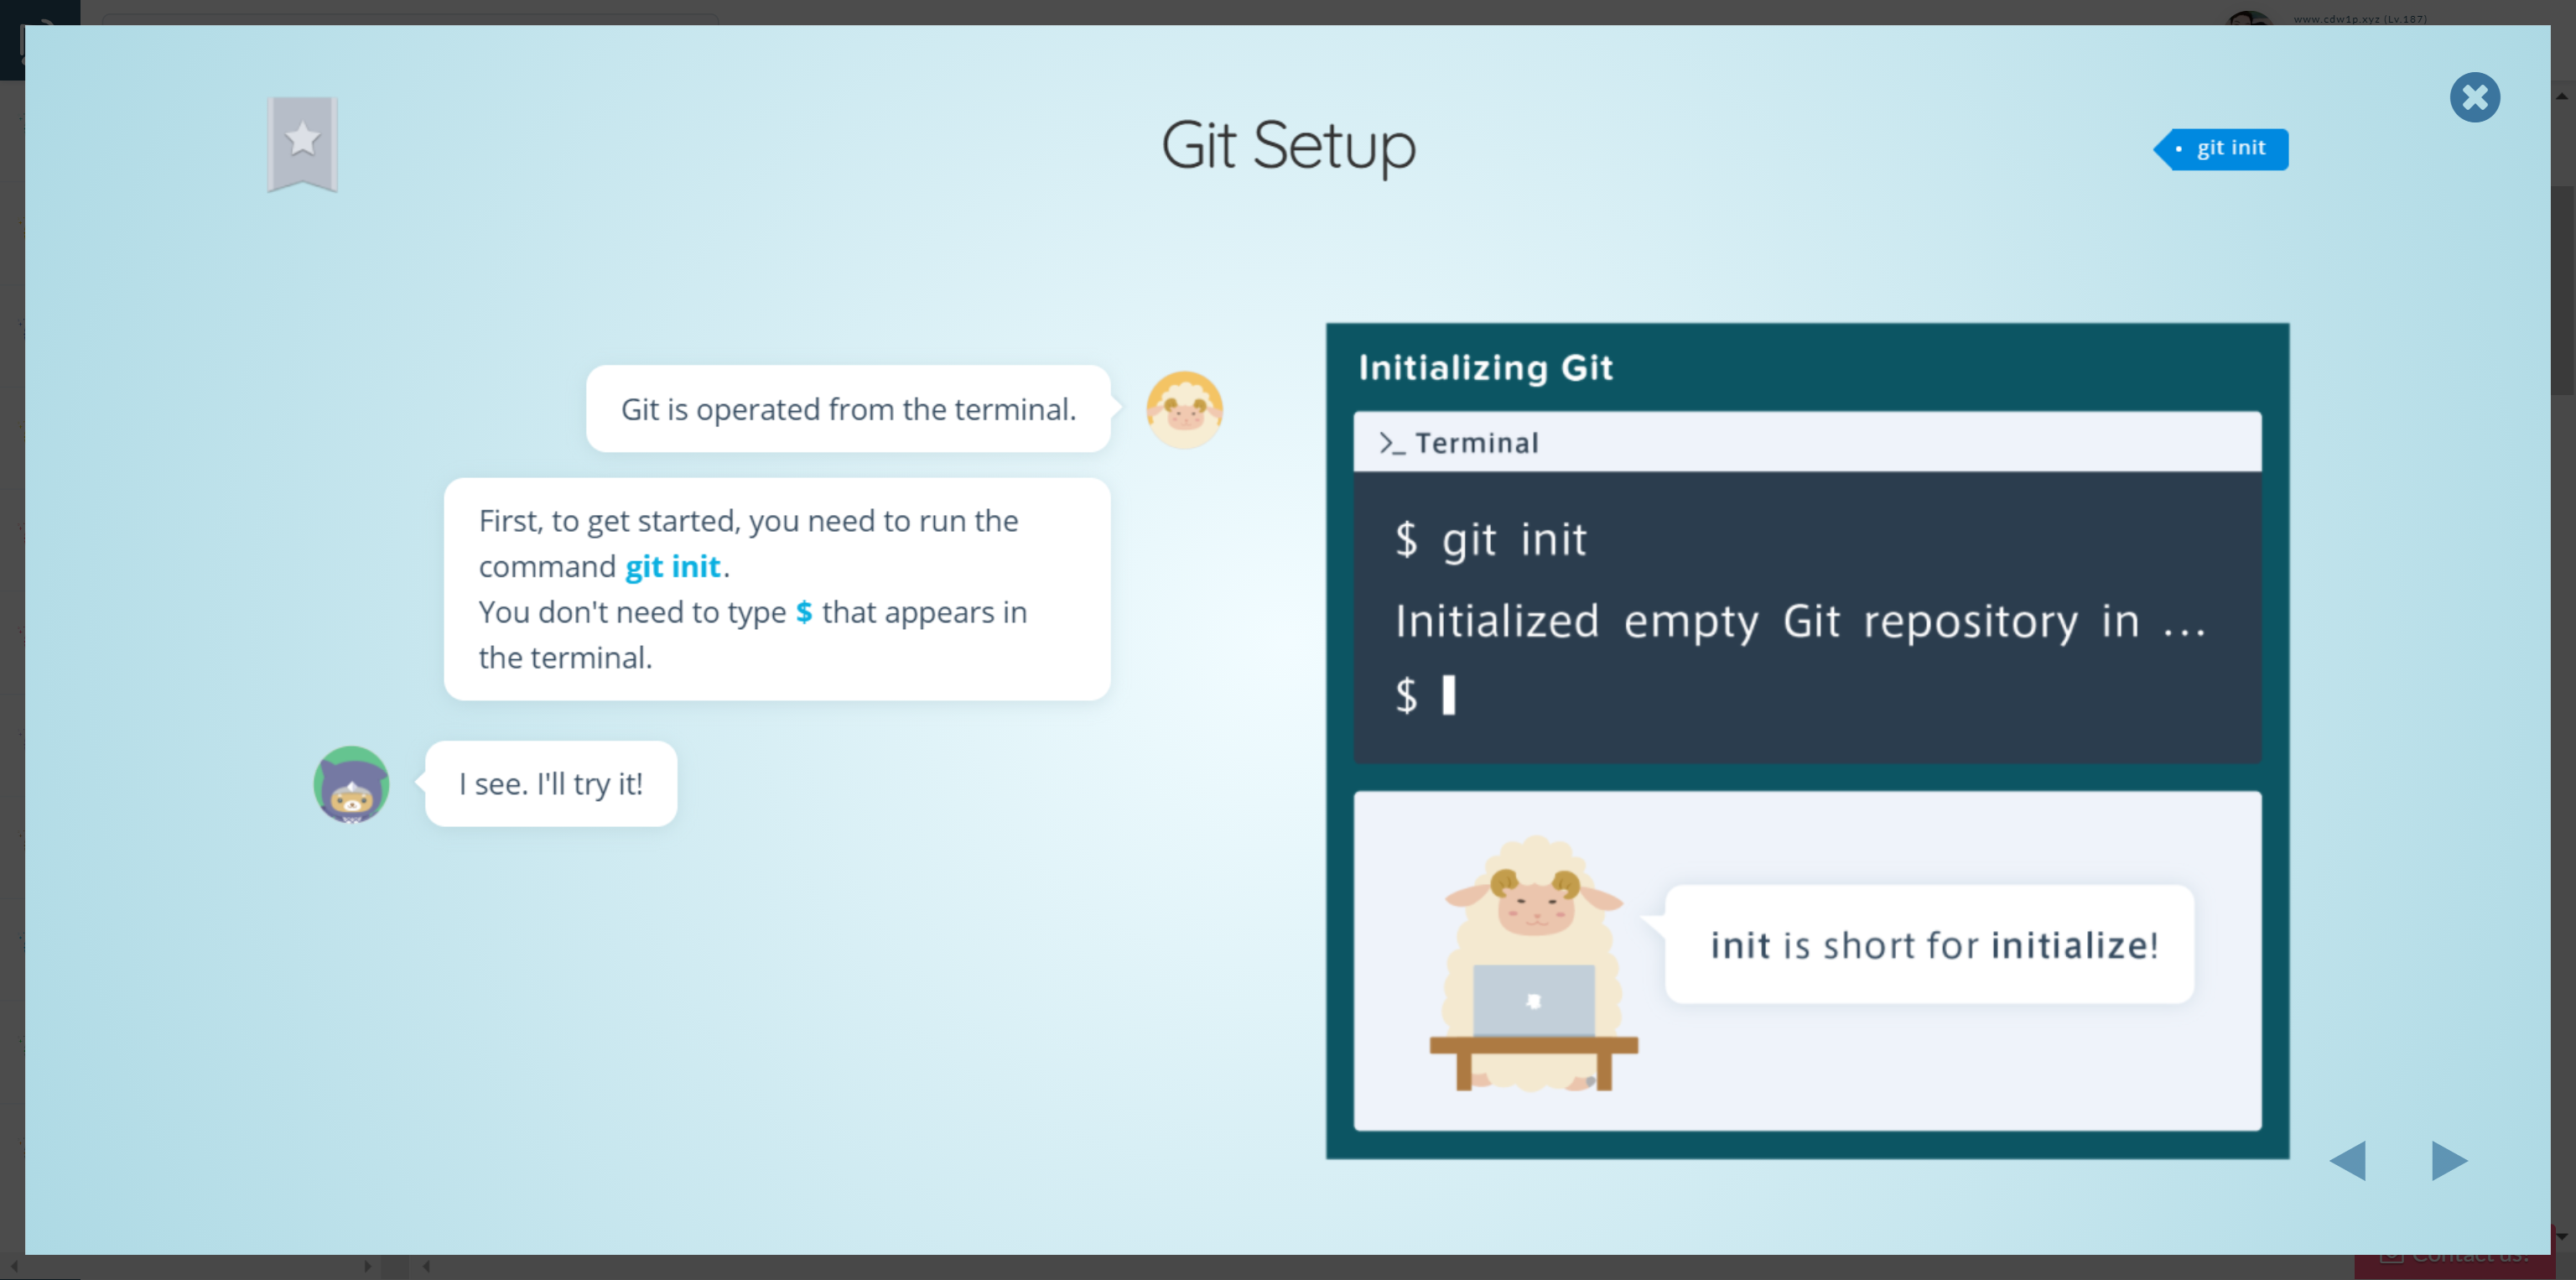 www.cdw1p.xyz (Lv.187)
Git Setup
• git init
Git is operated from the terminal.
First, to get started, you need to run the
command git init.
You don't need to type $ that appears in
the terminal.
I see. I'll try it!
Initializing Git
>_ Terminal
$ git init
Initialized empty Git repository in ...
$
init is short for initialize!
Contact us!